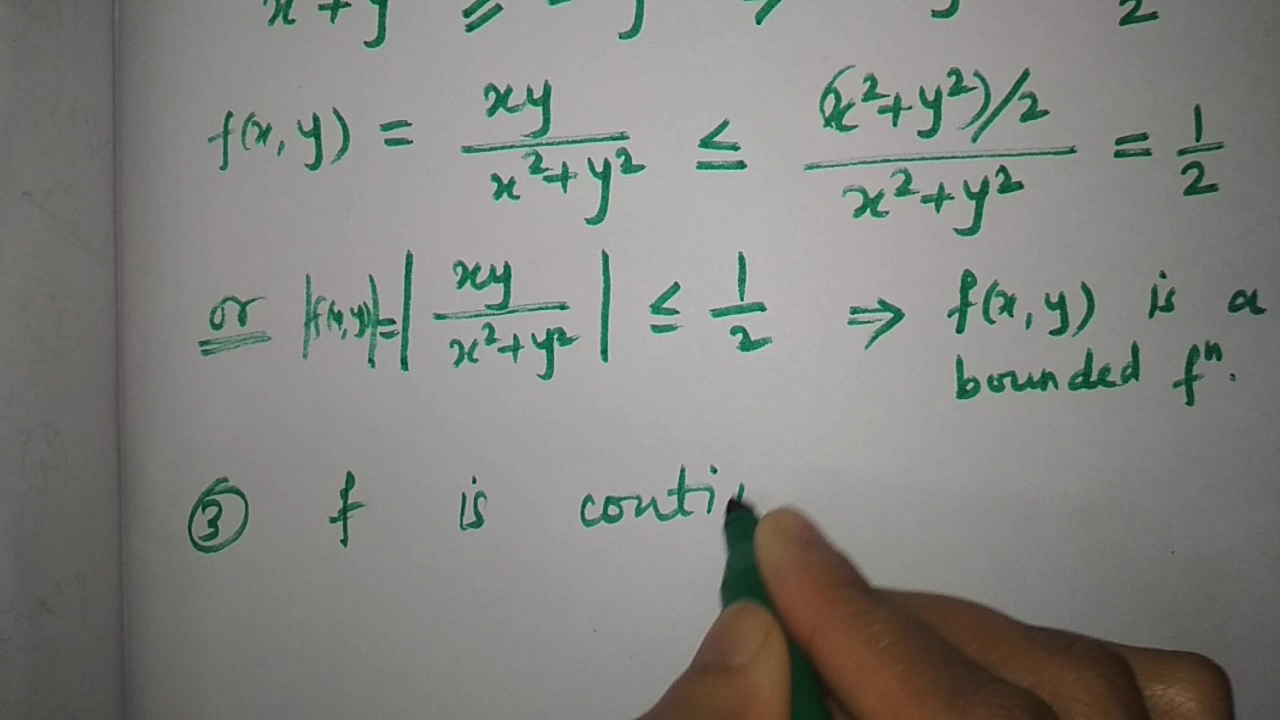 f(x,y) = xy / x²+y² ≤ (x²+y²)/2 / x²+y² = 1/2
or |f(x,y)|= | xy / x²+y² | ≤ 1/2 ⇒ f(x,y) is a
bounded fⁿ.
③ f is conti